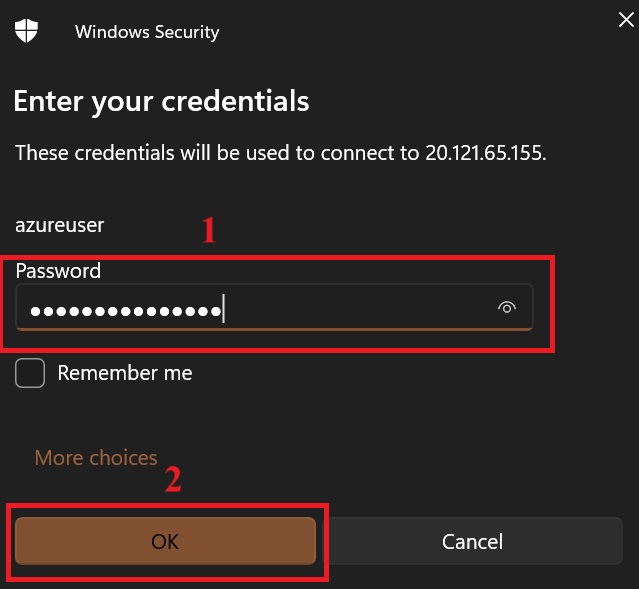 Windows Security
Enter your credentials
These credentials will be used to connect to 20.121.65.155.
azureuser
1
Password
●●●●●●●●●●●●●●●
Remember me
More choices
2
OK
Cancel